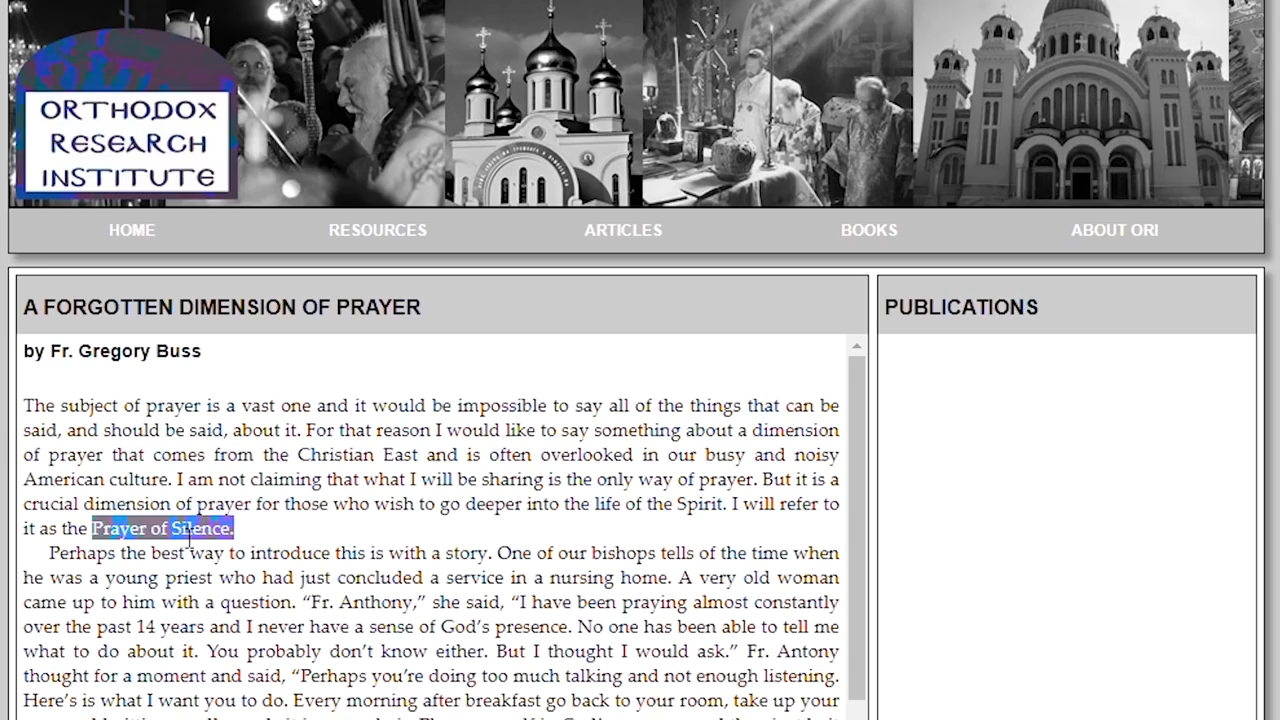 ORTHODOX
RESEARCH
INSTITUTE
HOME RESOURCES ARTICLES BOOKS ABOUT ORI
A FORGOTTEN DIMENSION OF PRAYER
PUBLICATIONS
by Fr. Gregory Buss
The subject of prayer is a vast one and it would be impossible to say all of the things that can be
said, and should be said, about it. For that reason I would like to say something about a dimension
of prayer that comes from the Christian East and is often overlooked in our busy and noisy
American culture. I am not claiming that what I will be sharing is the only way of prayer. But it is a
crucial dimension of prayer for those who wish to go deeper into the life of the Spirit. I will refer to
it as the Prayer of Silence.
Perhaps the best way to introduce this is with a story. One of our bishops tells of the time when
he was a young priest who had just concluded a service in a nursing home. A very old woman
came up to him with a question. “Fr. Anthony,” she said, “I have been praying almost constantly
over the past 14 years and I never have a sense of God’s presence. No one has been able to tell me
what to do about it. You probably don’t know either. But I thought I would ask.” Fr. Antony
thought for a moment and said, “Perhaps you’re doing too much talking and not enough listening.
Here’s is what I want you to do. Every morning after breakfast go back to your room, take up your